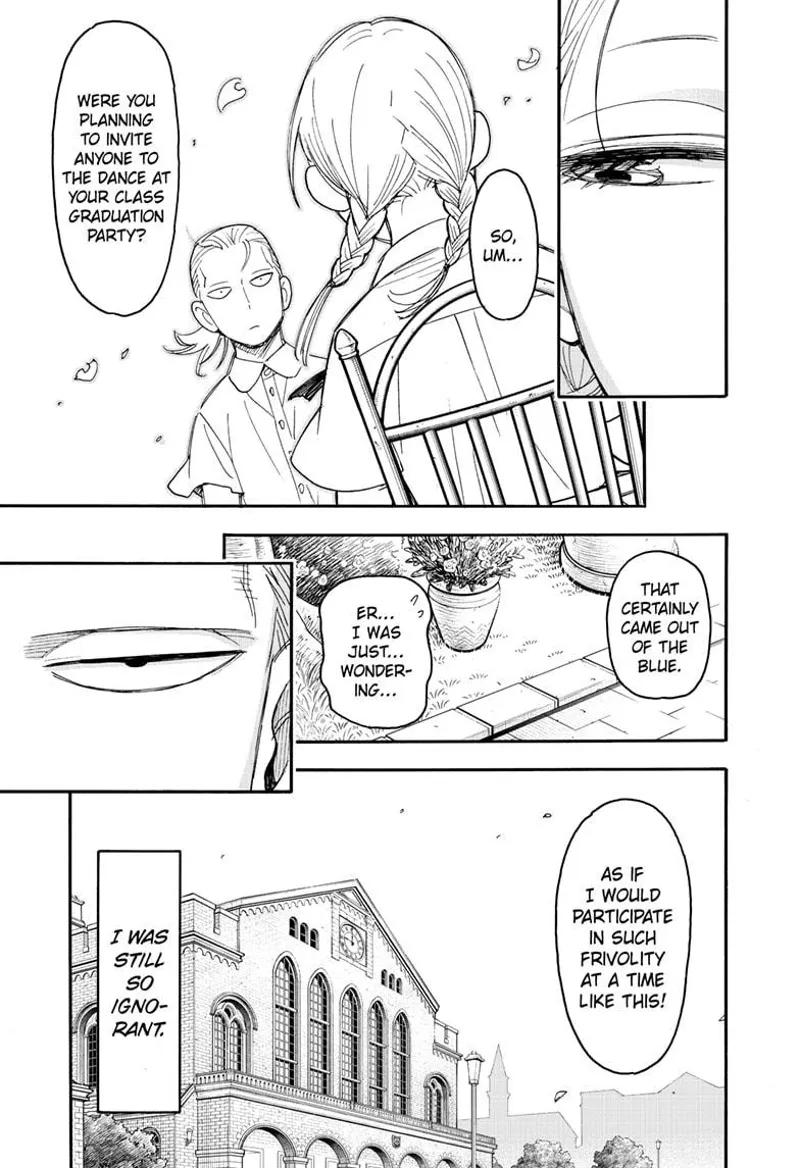 SO,
UM...
WERE YOU
PLANNING
TO INVITE
ANYONE TO
THE DANCE AT
YOUR CLASS
GRADUATION
PARTY?
THAT
CERTAINLY
CAME OUT
OF THE
BLUE.
ER...
I WAS
JUST...
WONDER-
ING...
AS IF
I WOULD
PARTICIPATE
IN SUCH
FRIVOLITY
AT A TIME
LIKE THIS!
I WAS
STILL
SO
IGNO-
RANT.